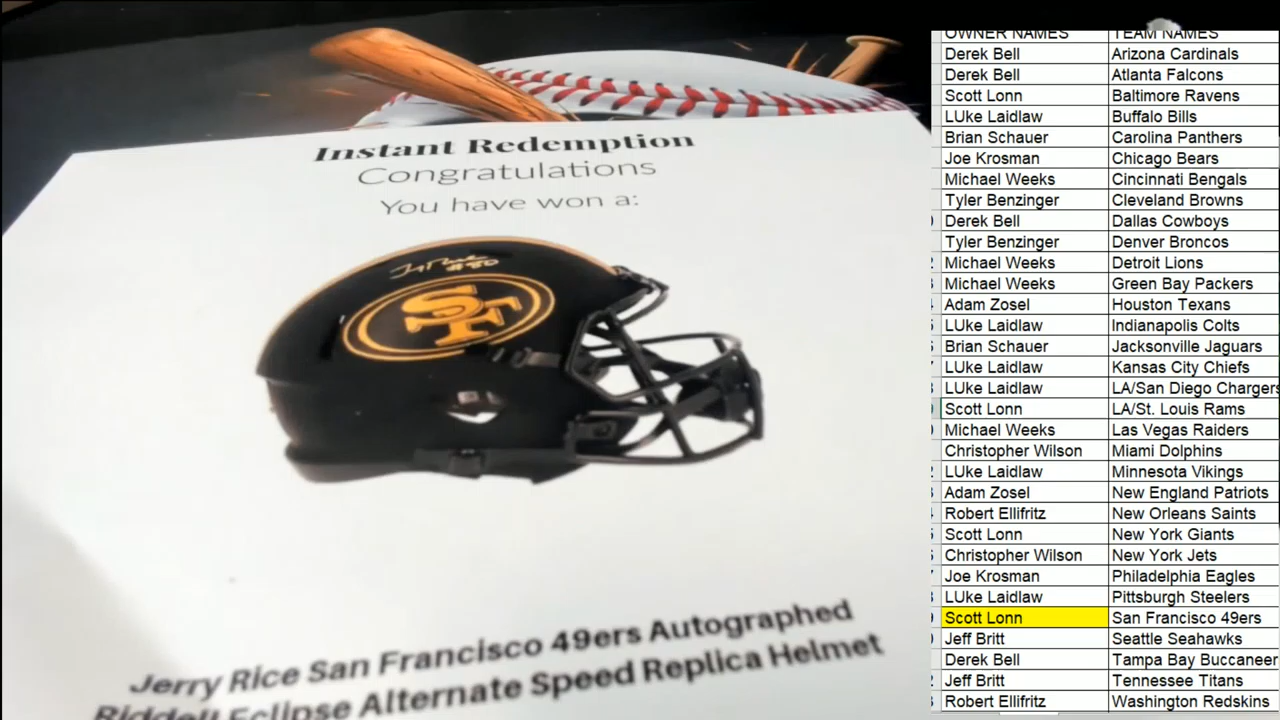 Instant Redemption
Congratulations
You have won a:
#80
SF
Jerry Rice San Francisco 49ers Autographed
Riddell Eclipse Alternate Speed Replica Helmet
OWNER NAMES TEAM NAMES
Derek Bell Arizona Cardinals
Derek Bell Atlanta Falcons
Scott Lonn Baltimore Ravens
LUke Laidlaw Buffalo Bills
Brian Schauer Carolina Panthers
Joe Krosman Chicago Bears
Michael Weeks Cincinnati Bengals
Tyler Benzinger Cleveland Browns
Derek Bell Dallas Cowboys
Tyler Benzinger Denver Broncos
Michael Weeks Detroit Lions
Michael Weeks Green Bay Packers
Adam Zosel Houston Texans
LUke Laidlaw Indianapolis Colts
Brian Schauer Jacksonville Jaguars
LUke Laidlaw Kansas City Chiefs
LUke Laidlaw LA/San Diego Chargers
Scott Lonn LA/St. Louis Rams
Michael Weeks Las Vegas Raiders
Christopher Wilson Miami Dolphins
LUke Laidlaw Minnesota Vikings
Adam Zosel New England Patriots
Robert Ellifritz New Orleans Saints
Scott Lonn New York Giants
Christopher Wilson New York Jets
Joe Krosman Philadelphia Eagles
LUke Laidlaw Pittsburgh Steelers
Scott Lonn San Francisco 49ers
Jeff Britt Seattle Seahawks
Derek Bell Tampa Bay Buccaneer
Jeff Britt Tennessee Titans
Robert Ellifritz Washington Redskins